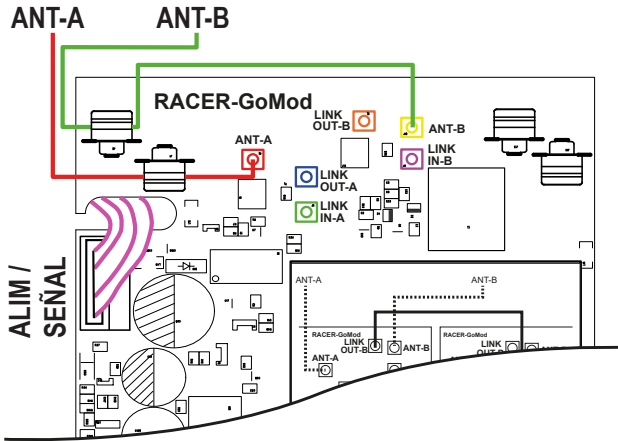 ANT-A
ANT-B
RACER-GoMod
LINK
OUT-B
ANT-B
ANT-A
LINK
IN-B
LINK
OUT-A
LINK
IN-A
ALIM /
SEÑAL
ANT-A
ANT-B
RACER-GoMod
RACER-GoMod
LINK
OUT-B
ANT-B
LINK
ANT-A